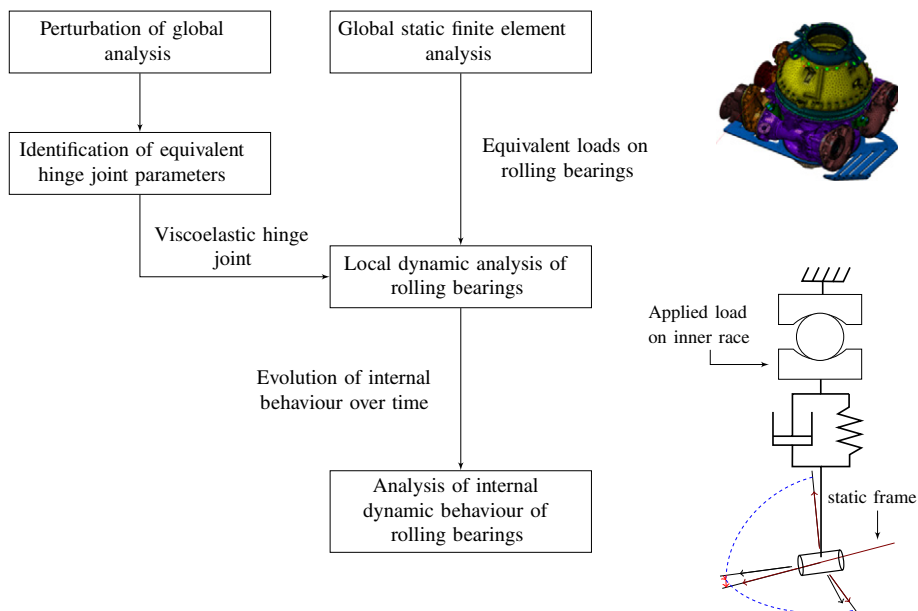 Perturbation of global
analysis
Global static finite element
analysis
Identification of equivalent
hinge joint parameters
Equivalent loads on
rolling bearings
Viscoelastic hinge
joint
Local dynamic analysis of
rolling bearings
Applied load
on inner race
Evolution of internal
behaviour over time
Analysis of internal
dynamic behaviour of
rolling bearings
static frame